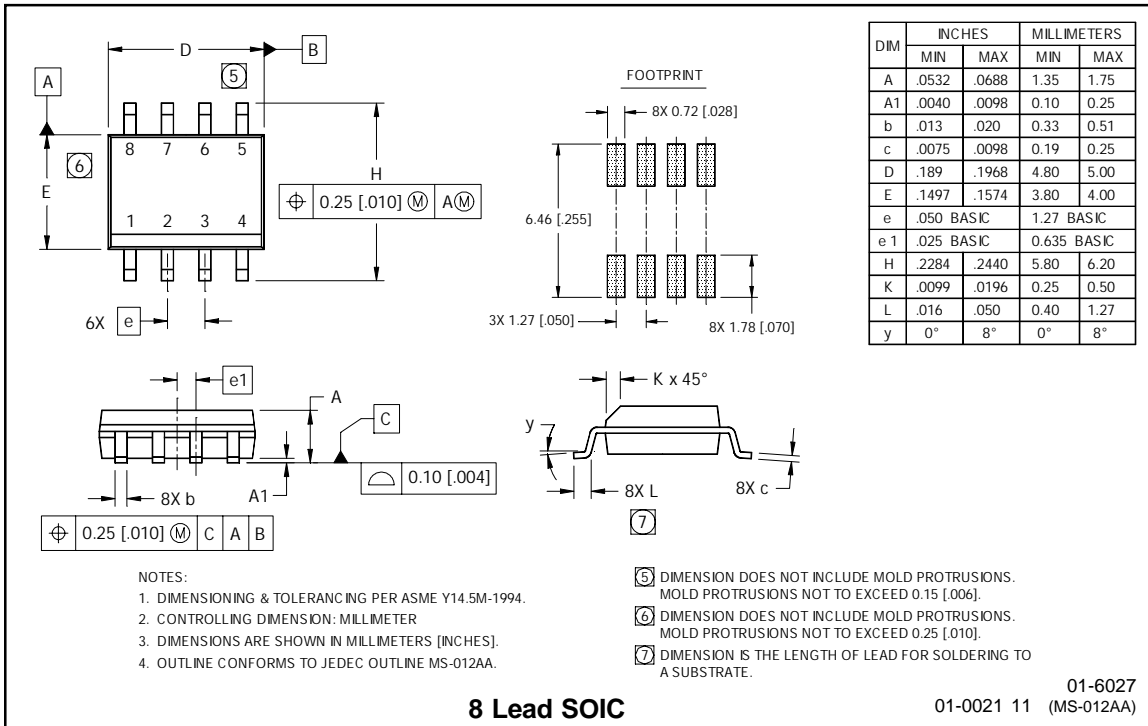 D
B
5
A
8 7 6 5
6
E
H
⌖ 0.25 [.010] Ⓜ AⓂ
1 2 3 4
6X e
FOOTPRINT
8X 0.72 [.028]
6.46 [.255]
3X 1.27 [.050]
8X 1.78 [.070]
DIM INCHES MILLIMETERS
MIN MAX MIN MAX
A .0532 .0688 1.35 1.75
A1 .0040 .0098 0.10 0.25
b .013 .020 0.33 0.51
c .0075 .0098 0.19 0.25
D .189 .1968 4.80 5.00
E .1497 .1574 3.80 4.00
e .050 BASIC 1.27 BASIC
e 1 .025 BASIC 0.635 BASIC
H .2284 .2440 5.80 6.20
K .0099 .0196 0.25 0.50
L .016 .050 0.40 1.27
y 0° 8° 0° 8°
e1
A
C
⌓ 0.10 [.004]
8X b
A1
⌖ 0.25 [.010] Ⓜ C A B
K x 45°
y
8X L
8X c
7
NOTES:
1. DIMENSIONING & TOLERANCING PER ASME Y14.5M-1994.
2. CONTROLLING DIMENSION: MILLIMETER
3. DIMENSIONS ARE SHOWN IN MILLIMETERS [INCHES].
4. OUTLINE CONFORMS TO JEDEC OUTLINE MS-012AA.
5 DIMENSION DOES NOT INCLUDE MOLD PROTRUSIONS.
MOLD PROTRUSIONS NOT TO EXCEED 0.15 [.006].
6 DIMENSION DOES NOT INCLUDE MOLD PROTRUSIONS.
MOLD PROTRUSIONS NOT TO EXCEED 0.25 [.010].
7 DIMENSION IS THE LENGTH OF LEAD FOR SOLDERING TO
A SUBSTRATE.
8 Lead SOIC
01-6027
01-0021 11 (MS-012AA)